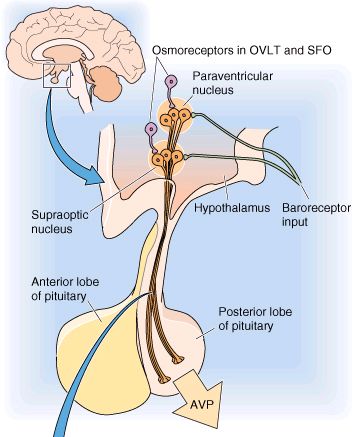 Osmoreceptors in OVLT and SFO
Paraventricular
nucleus
Supraoptic
nucleus
Hypothalamus
Baroreceptor
input
Anterior lobe
of pituitary
Posterior lobe
of pituitary
AVP